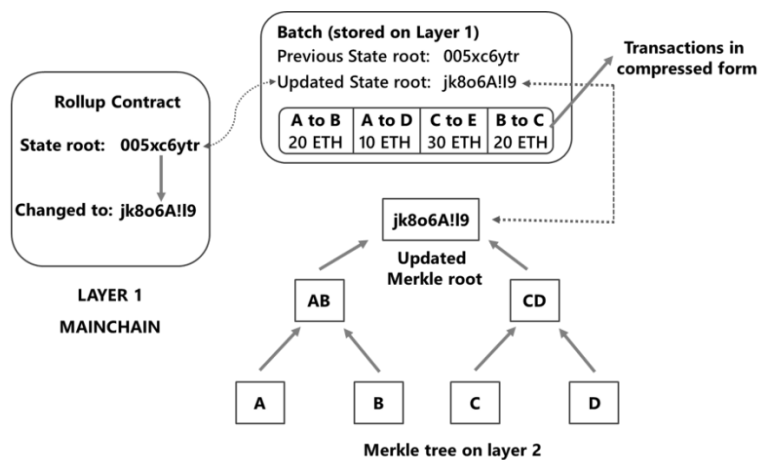 Batch (stored on Layer 1)
Previous State root: 005xc6ytr
Updated State root: jk8o6A!l9
A to B A to D C to E B to C
20 ETH 10 ETH 30 ETH 20 ETH
Transactions in
compressed form
Rollup Contract
State root: 005xc6ytr
Changed to: jk8o6A!l9
LAYER 1
MAINCHAIN
jk8o6A!l9
Updated
Merkle root
AB CD
A B C D
Merkle tree on layer 2